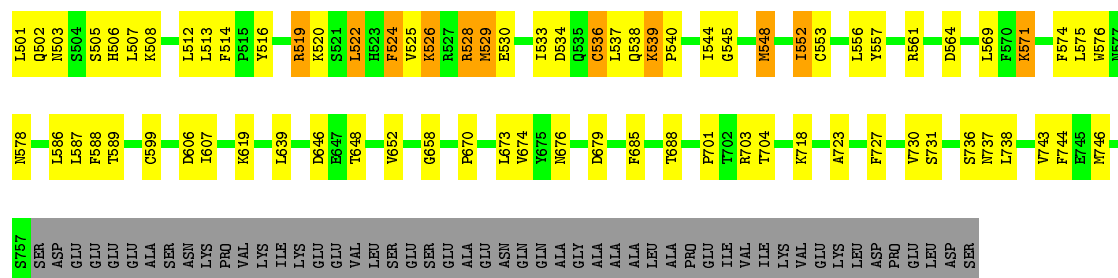 L501 Q502 N503 S504 S505 H506 L507 K508 L512 L513 F514 P515 Y516 R519 K520 S521 L522 H523 F524 V525 K526 R527 R528 M529 E530 I533 D534 Q535 C536 L537 Q538 K539 P540 I544 G545 M548 I552 C553 L556 Y557 R561 D564 L569 F570 K571 F574 L575 W576 N577
N578 L586 L587 F588 T589 C599 D606 I607 K619 L639 D646 E647 T648 V652 G658 P670 L673 V674 Y675 N676 D679 F685 T688 P701 T702 R703 T704 K718 A723 F727 V730 S731 S736 N737 L738 V743 F744 E745 M746
S757 SER ASP GLU GLU GLU GLU ALA SER ASN LYS PRO VAL LYS ILE LYS GLU GLU VAL LEU SER GLU SER GLU ALA GLU ASN GLN GLN ALA GLY ALA ALA ALA LEU ALA PRO GLU ILE VAL ILE LYS VAL GLU LYS LEU ASP PRO GLU LEU ASP SER